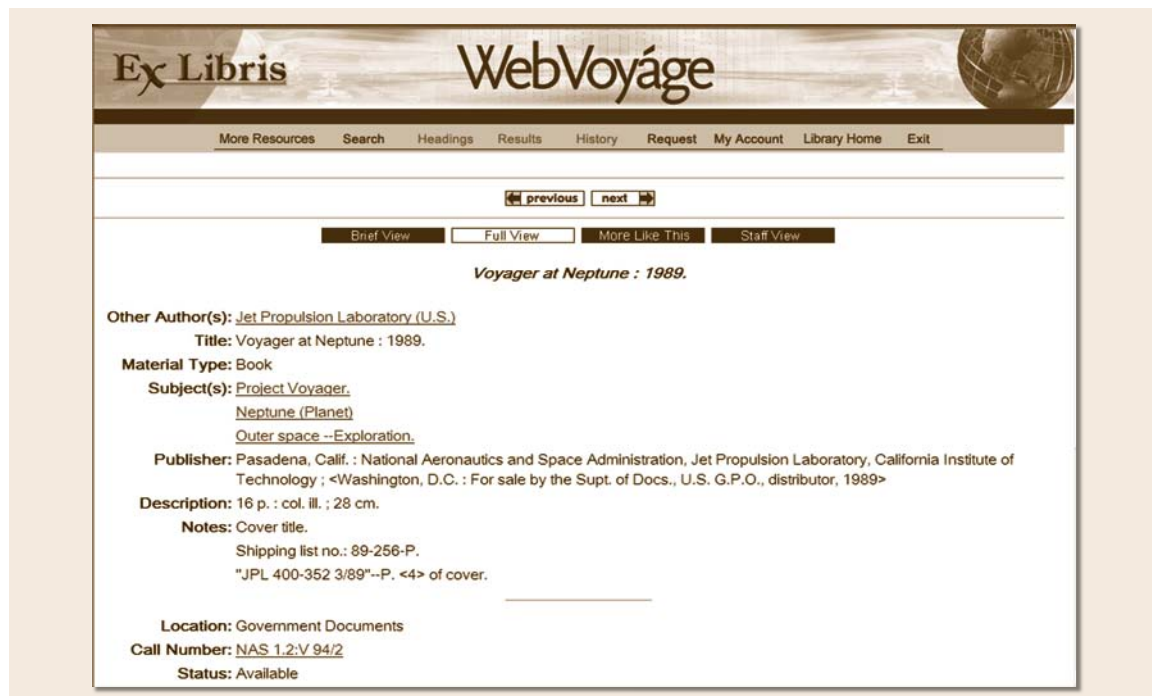 Ex Libris WebVoyáge
More Resources Search Headings Results History Request My Account Library Home Exit
previous next
Brief View Full View More Like This Staff View
Voyager at Neptune : 1989.
Other Author(s): Jet Propulsion Laboratory (U.S.)
Title: Voyager at Neptune : 1989.
Material Type: Book
Subject(s): Project Voyager.
Neptune (Planet)
Outer space --Exploration.
Publisher: Pasadena, Calif. : National Aeronautics and Space Administration, Jet Propulsion Laboratory, California Institute of
Technology ; <Washington, D.C. : For sale by the Supt. of Docs., U.S. G.P.O., distributor, 1989>
Description: 16 p. : col. ill. ; 28 cm.
Notes: Cover title.
Shipping list no.: 89-256-P.
"JPL 400-352 3/89"--P. <4> of cover.
Location: Government Documents
Call Number: NAS 1.2:V 94/2
Status: Available